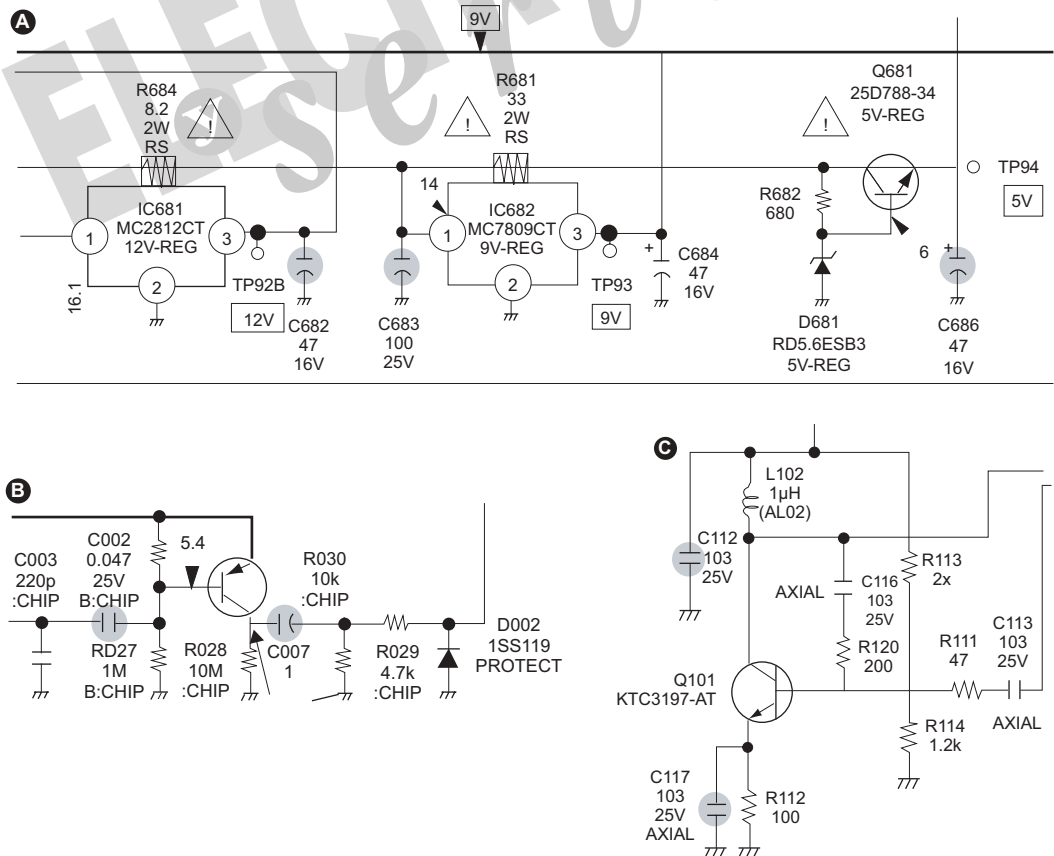 A
ELECT
y
serv
9V
R684
8.2
2W
RS
!
IC681
MC2812CT
12V-REG
1
2
3
16.1
TP92B
12V
C682
47
16V
R681
33
2W
RS
!
14
IC682
MC7809CT
9V-REG
1
2
3
C683
100
25V
TP93
9V
+
C684
47
16V
Q681
25D788-34
5V-REG
!
R682
680
D681
RD5.6ESB3
5V-REG
TP94
5V
6
+
C686
47
16V
B
C003
220p
:CHIP
C002
0.047
25V
B:CHIP
5.4
RD27
1M
B:CHIP
R028
10M
:CHIP
C007
1
R030
10k
:CHIP
R029
4.7k
:CHIP
D002
1SS119
PROTECT
C
L102
1µH
(AL02)
C112
103
25V
AXIAL
C116
103
25V
R113
2x
R120
200
R111
47
C113
103
25V
AXIAL
Q101
KTC3197-AT
R114
1.2k
C117
103
25V
AXIAL
R112
100